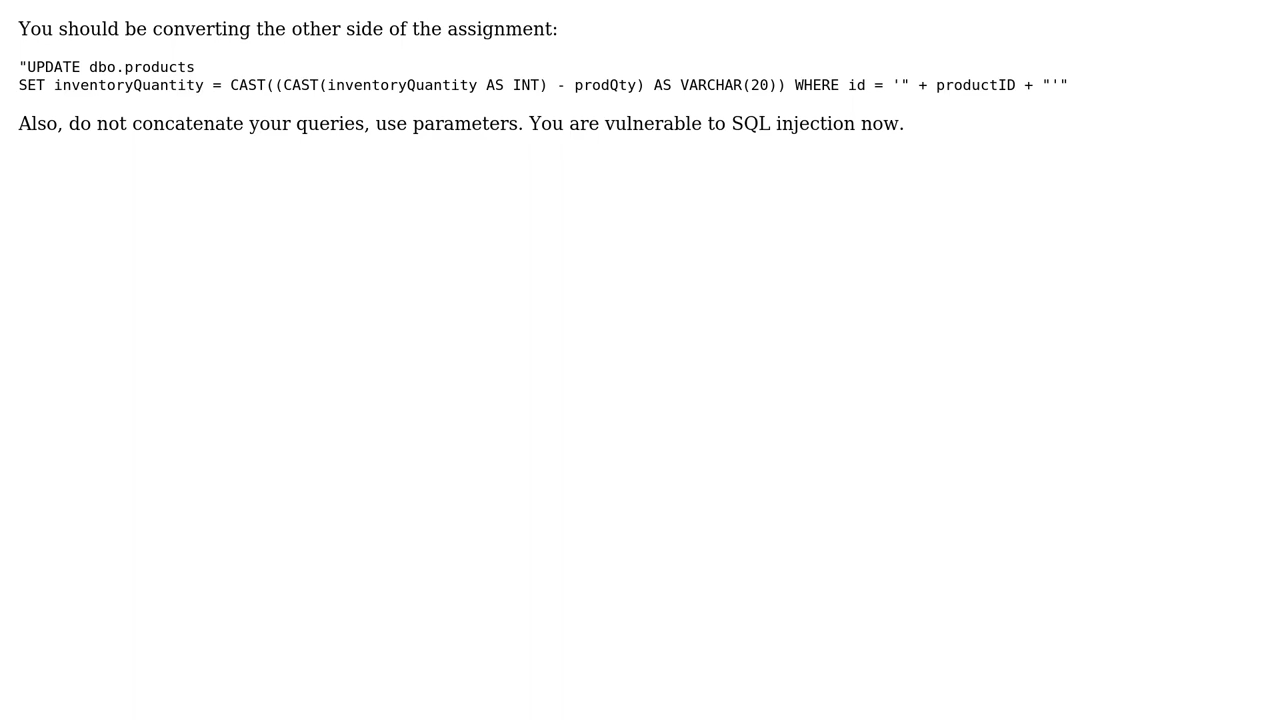 You should be converting the other side of the assignment:
"UPDATE dbo.products
SET inventoryQuantity = CAST((CAST(inventoryQuantity AS INT) - prodQty) AS VARCHAR(20)) WHERE id = '" + productID + "'"
Also, do not concatenate your queries, use parameters. You are vulnerable to SQL injection now.